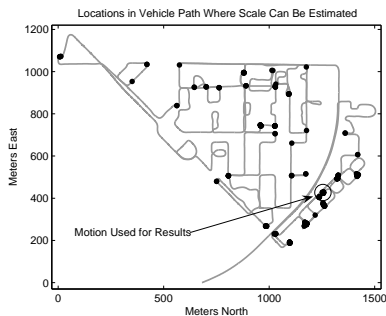 Locations in Vehicle Path Where Scale Can Be Estimated
1200
1000
800
600
400
200
0
Meters East
Motion Used for Results
0 500 1000 1500
Meters North